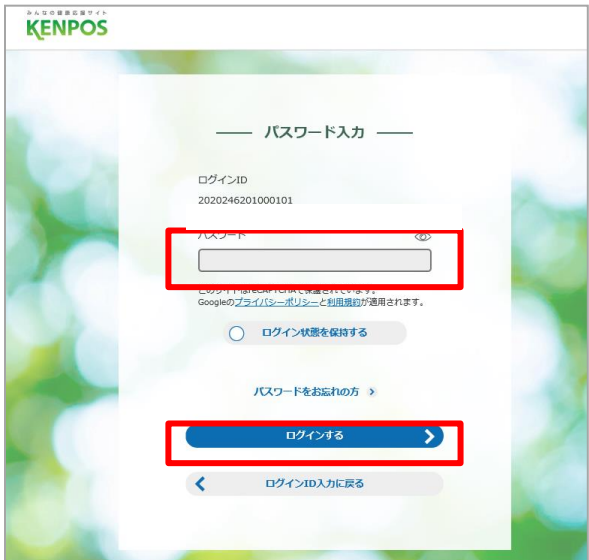 みんなの健康応援サイト
KENPOS
パスワード入力
ログインID
2020246201000101
パスワード
このサイトはreCAPTCHAで保護されています。
Googleのプライバシーポリシーと利用規約が適用されます。
ログイン状態を保持する
パスワードをお忘れの方
ログインする
ログインID入力に戻る